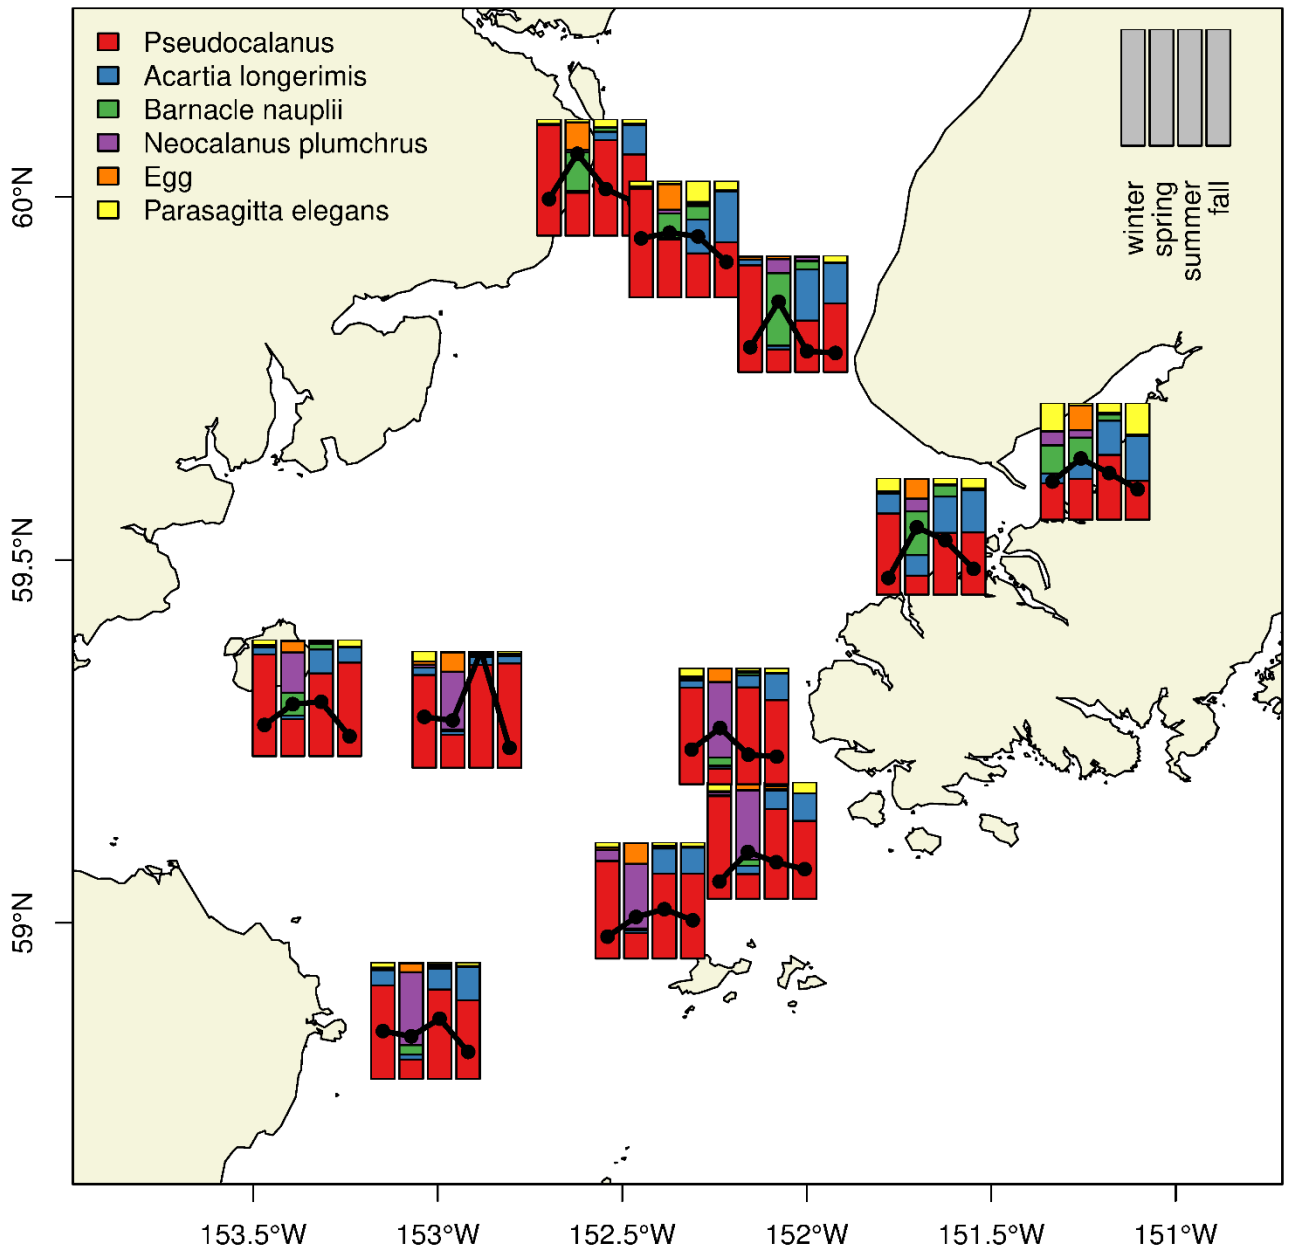 Pseudocalanus
Acartia longerimis
Barnacle nauplii
Neocalanus plumchrus
Egg
Parasagitta elegans
winter
spring
summer
fall
60°N
59.5°N
59°N
153.5°W
153°W
152.5°W
152°W
151.5°W
151°W